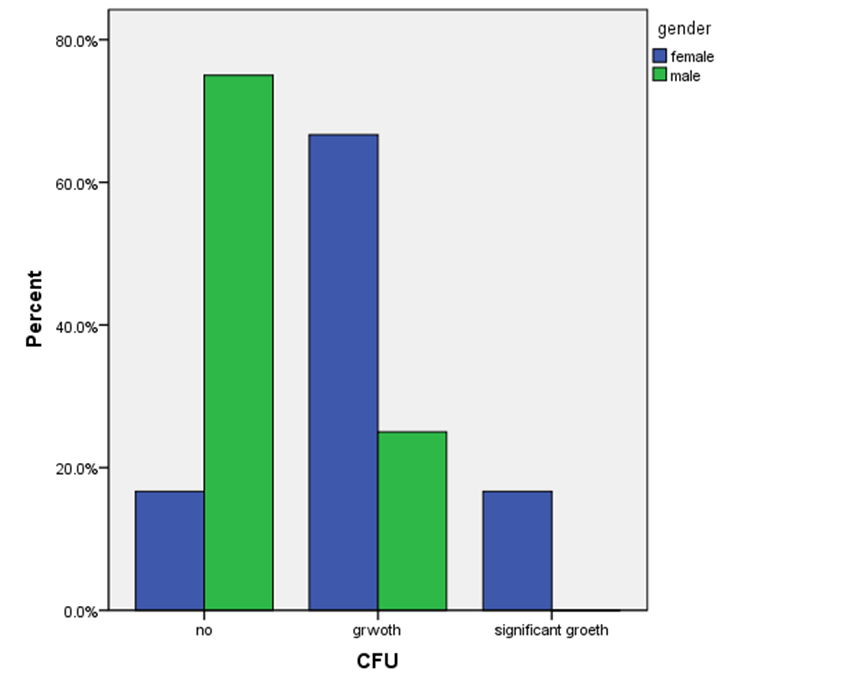 gender
female
male
80.0%
60.0%
40.0%
20.0%
0.0%
Percent
no
grwoth
significant groeth
CFU